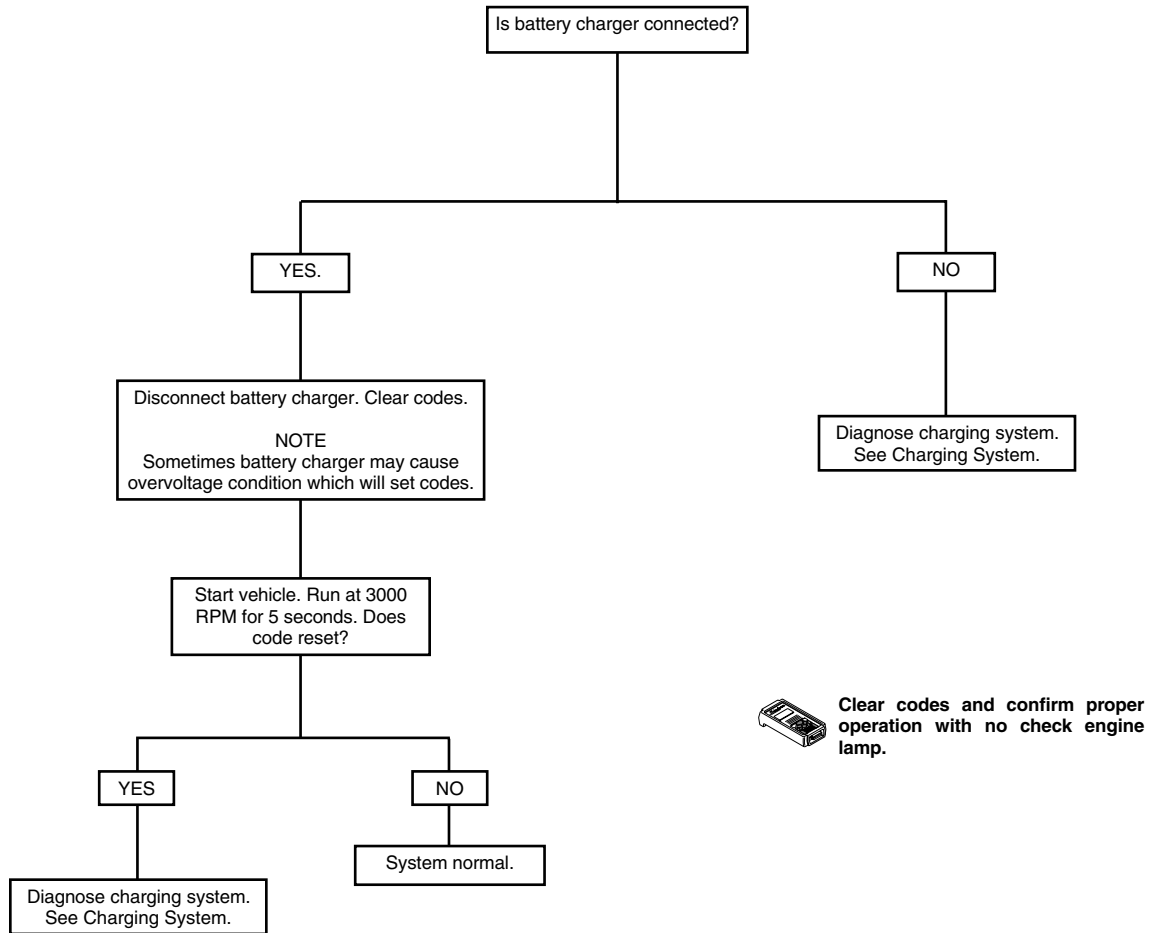 Is battery charger connected?
YES.
NO
Disconnect battery charger. Clear codes.
NOTE
Sometimes battery charger may cause
overvoltage condition which will set codes.
Diagnose charging system.
See Charging System.
Start vehicle. Run at 3000
RPM for 5 seconds. Does
code reset?
Clear codes and confirm proper
operation with no check engine
lamp.
YES
NO
System normal.
Diagnose charging system.
See Charging System.